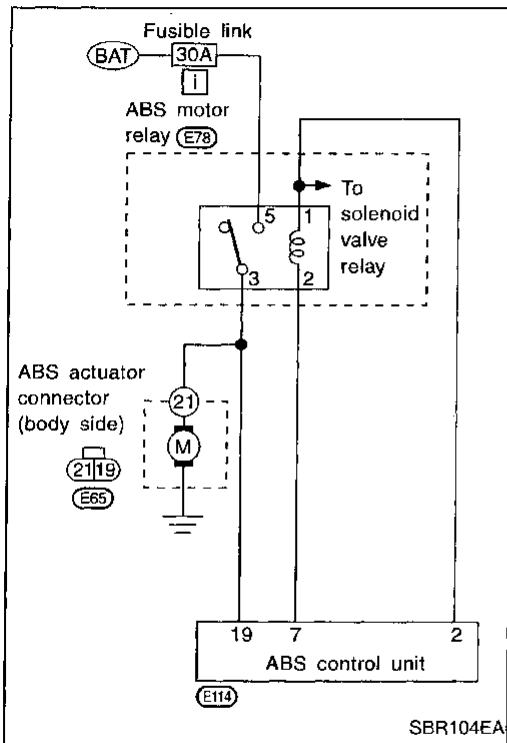 Fusible link
BAT 30A
i
ABS motor
relay E78
To
solenoid
valve
relay
5 1
3 2
ABS actuator
connector
(body side)
21
M
21 19
E65
19 7 2
ABS control unit
E114
SBR104EA